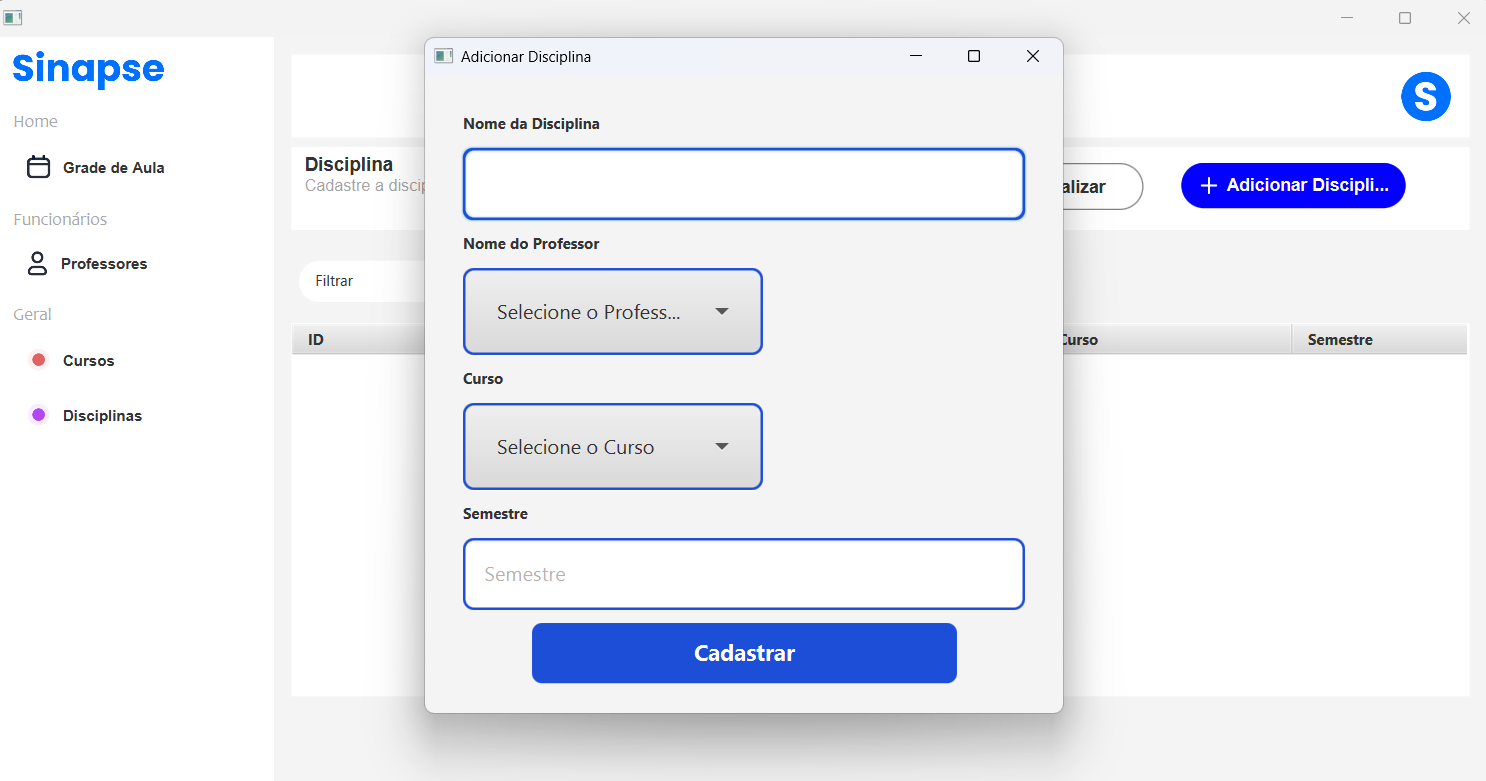 Sinapse
Home
Grade de Aula
Funcionários
Professores
Geral
Cursos
Disciplinas
S
Disciplina
Cadastre a discip
alizar
+ Adicionar Discipli...
Filtrar
ID
Curso
Semestre
Adicionar Disciplina
Nome da Disciplina
Nome do Professor
Selecione o Profess...
Curso
Selecione o Curso
Semestre
Semestre
Cadastrar